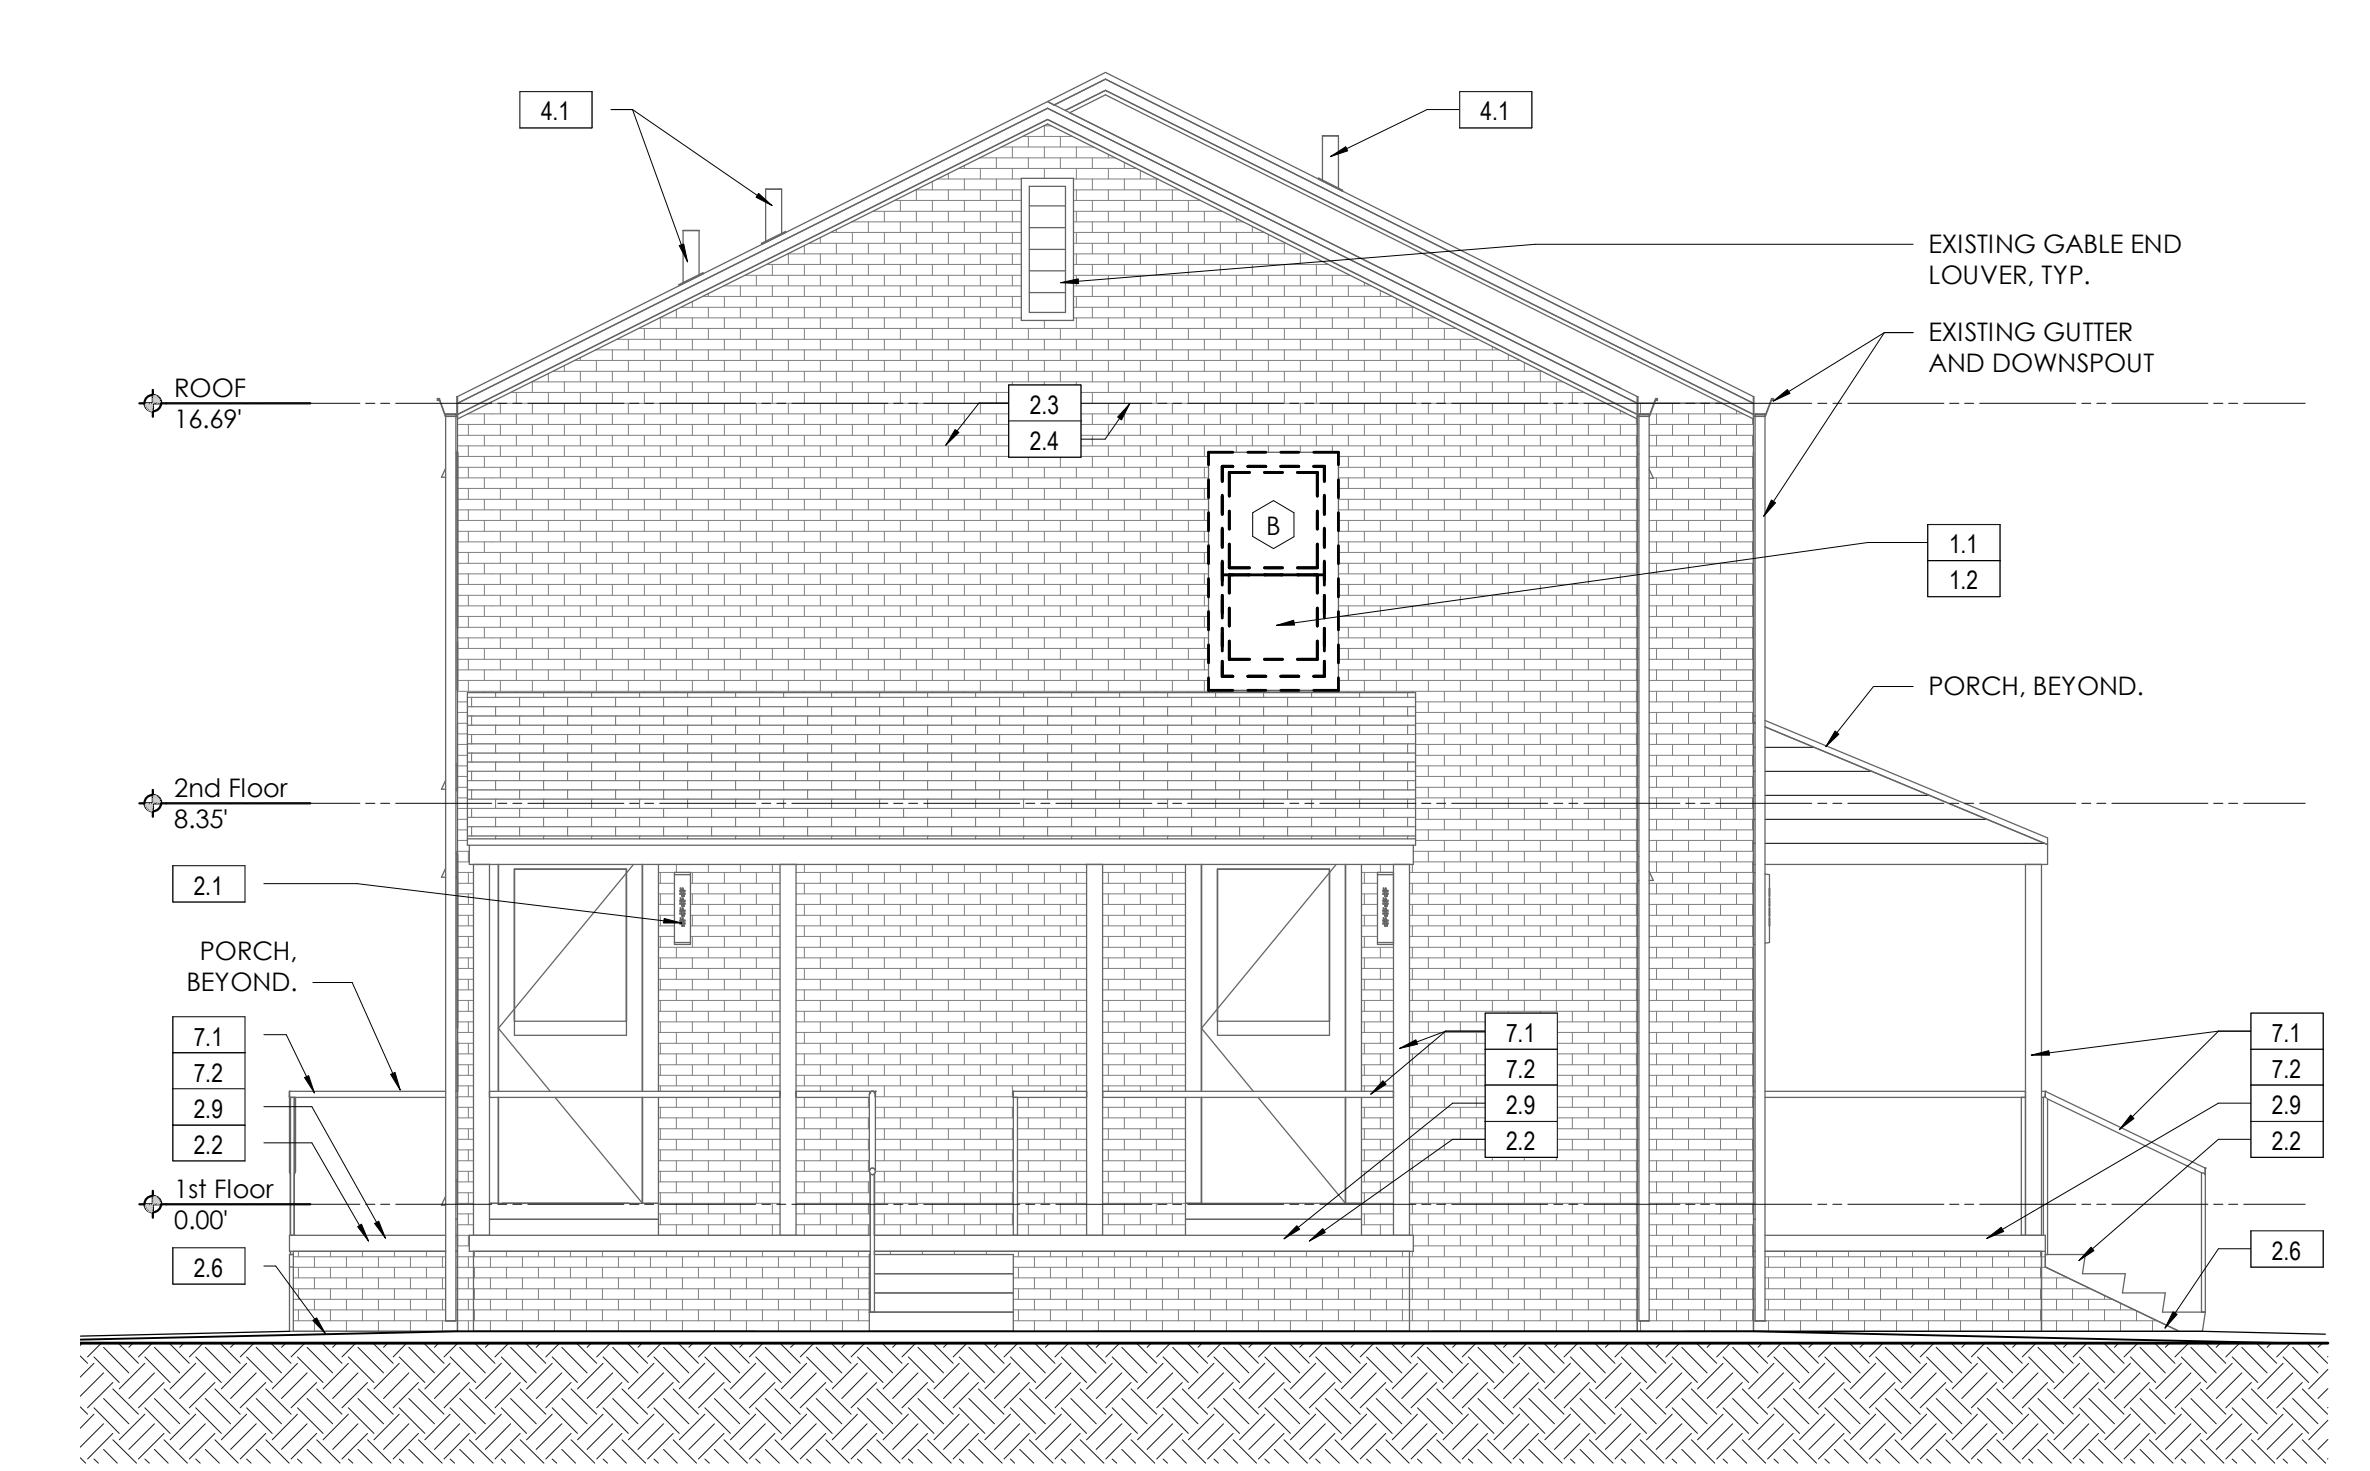 4.1
4.1
EXISTING GABLE END
LOUVER, TYP.
EXISTING GUTTER
AND DOWNSPOUT
ROOF
16.69'
2.3
2.4
B
1.1
1.2
PORCH, BEYOND.
2nd Floor
8.35'
2.1
PORCH,
BEYOND.
7.1
7.2
2.9
2.2
7.1
7.2
2.9
2.2
7.1
7.2
2.9
2.2
1st Floor
0.00'
2.6
2.6